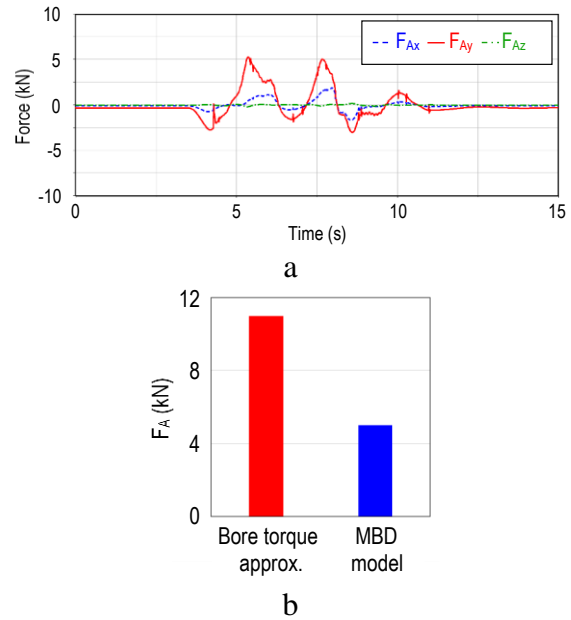 10
5
0
-5
-10
Force (kN)
F_Ax F_Ay F_Az
0 5 10 15
Time (s)
a
12
8
4
0
F_A (kN)
Bore torque MBD
approx. model
b